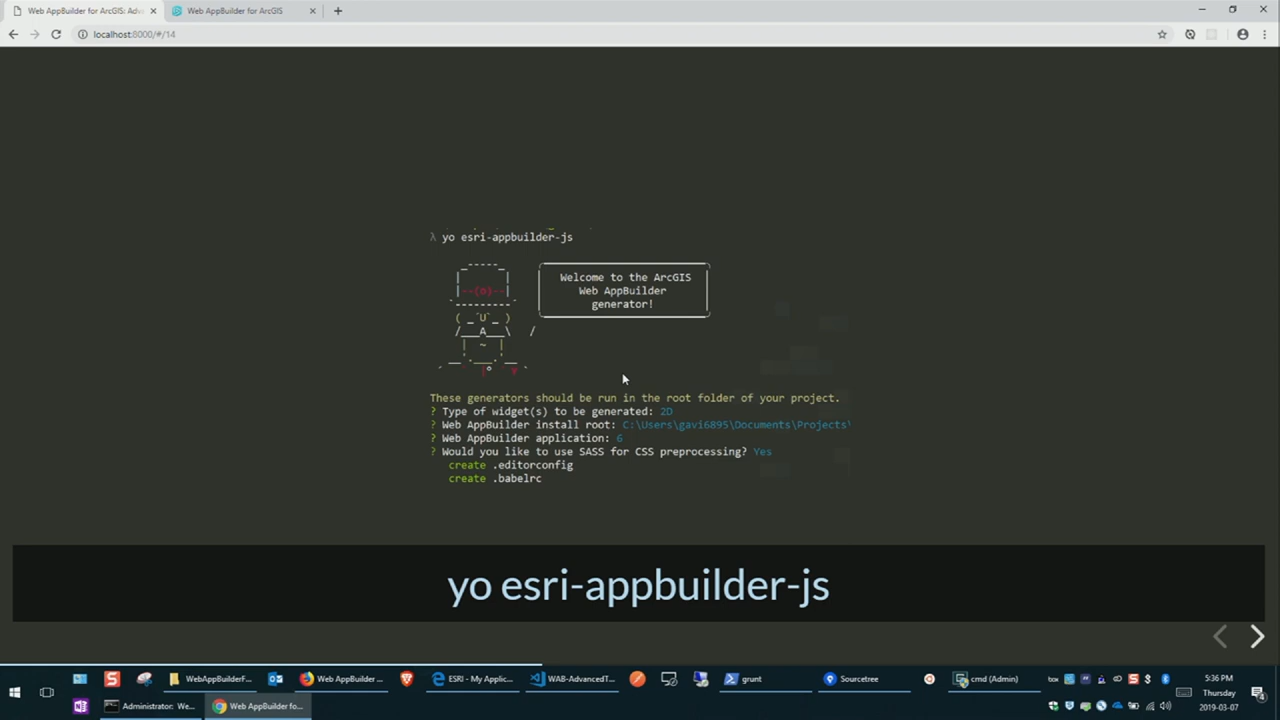 Web AppBuilder for ArcGIS: Adva
Web AppBuilder for ArcGIS
localhost:8000/#/14
λ yo esri-appbuilder-js
Welcome to the ArcGIS
Web AppBuilder
generator!
These generators should be run in the root folder of your project.
? Type of widget(s) to be generated: 2D
? Web AppBuilder install root: C:\Users\gavi6895\Documents\Projects\
? Web AppBuilder application: 6
? Would you like to use SASS for CSS preprocessing? Yes
create .editorconfig
create .babelrc
yo esri-appbuilder-js
WebAppBuilderF...
Web AppBuilder ...
ESRI - My Applic...
WAB-AdvancedT...
grunt
Sourcetree
cmd (Admin)
box
5:36 PM
Thursday
2019-03-07
Administrator: We...
Web AppBuilder fo...